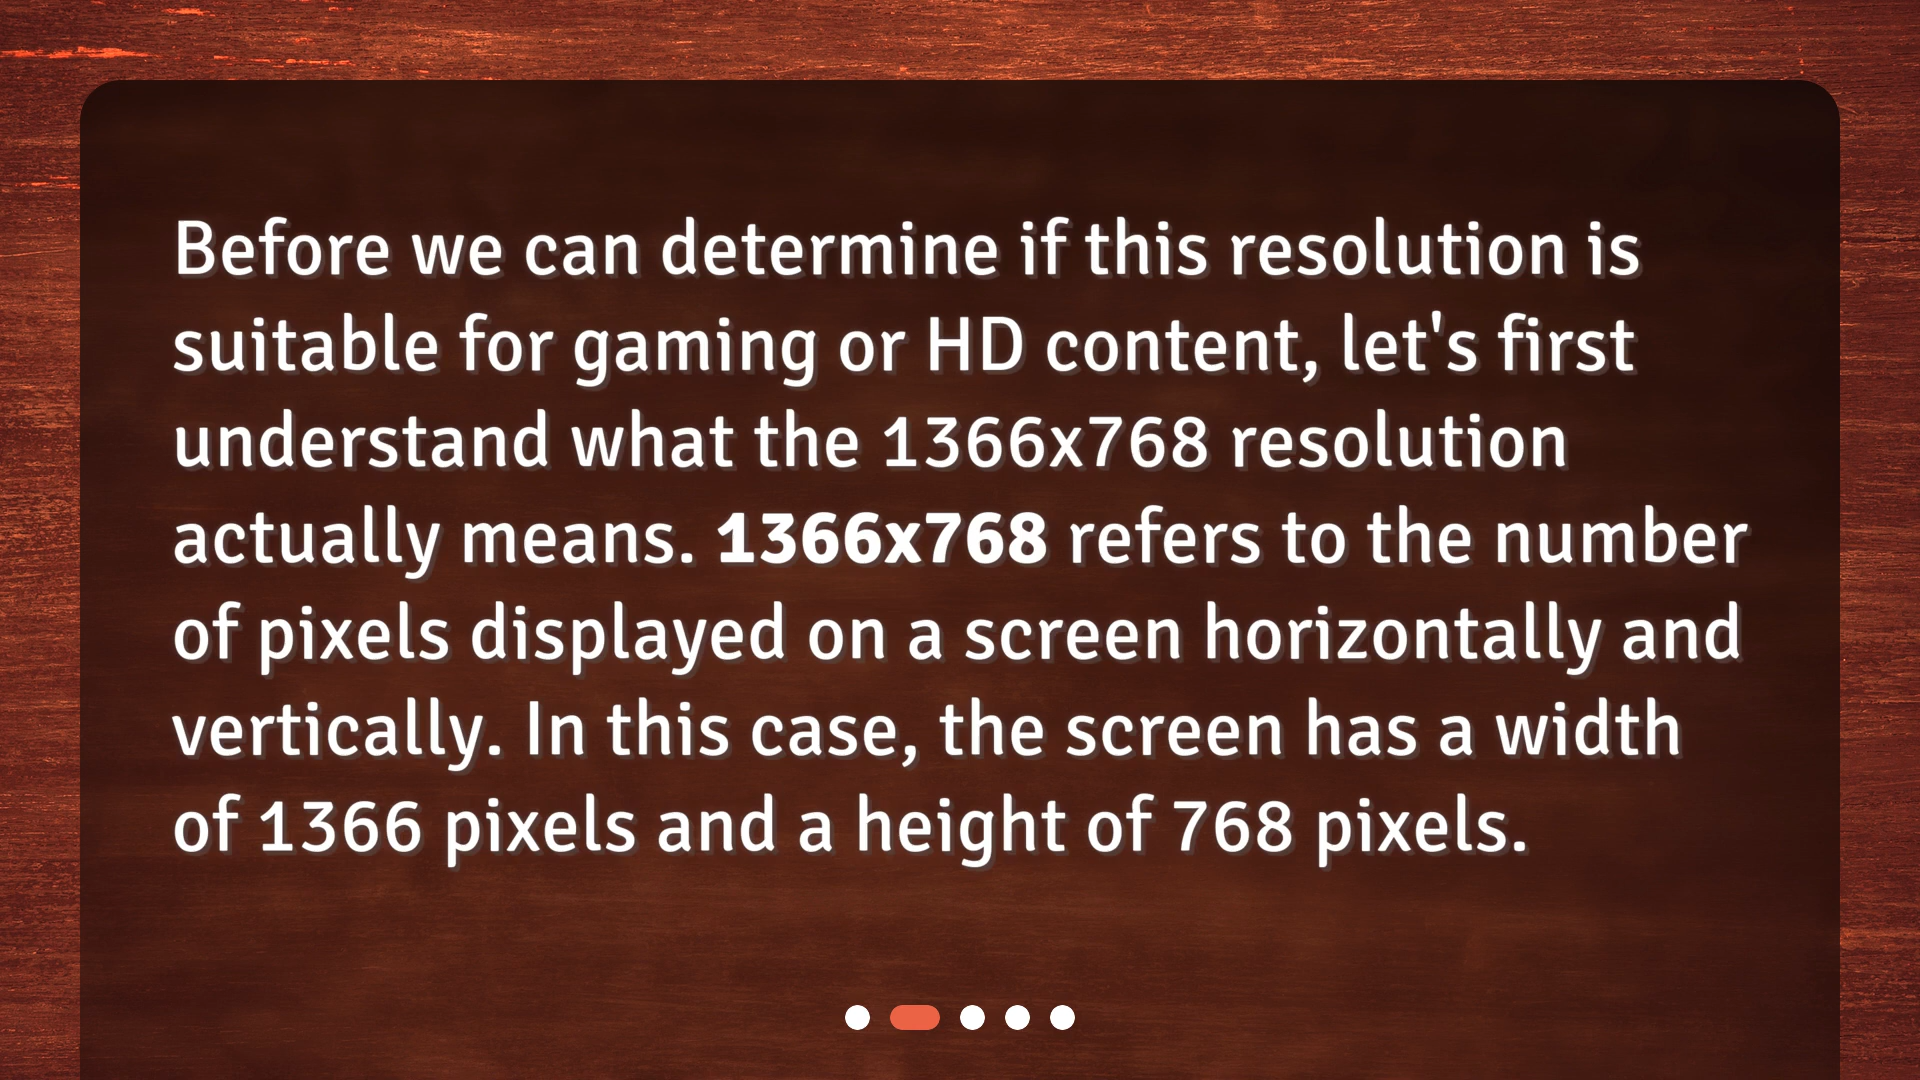 Before we can determine if this resolution is
suitable for gaming or HD content, let's first
understand what the 1366x768 resolution
actually means. 1366x768 refers to the number
of pixels displayed on a screen horizontally and
vertically. In this case, the screen has a width
of 1366 pixels and a height of 768 pixels.